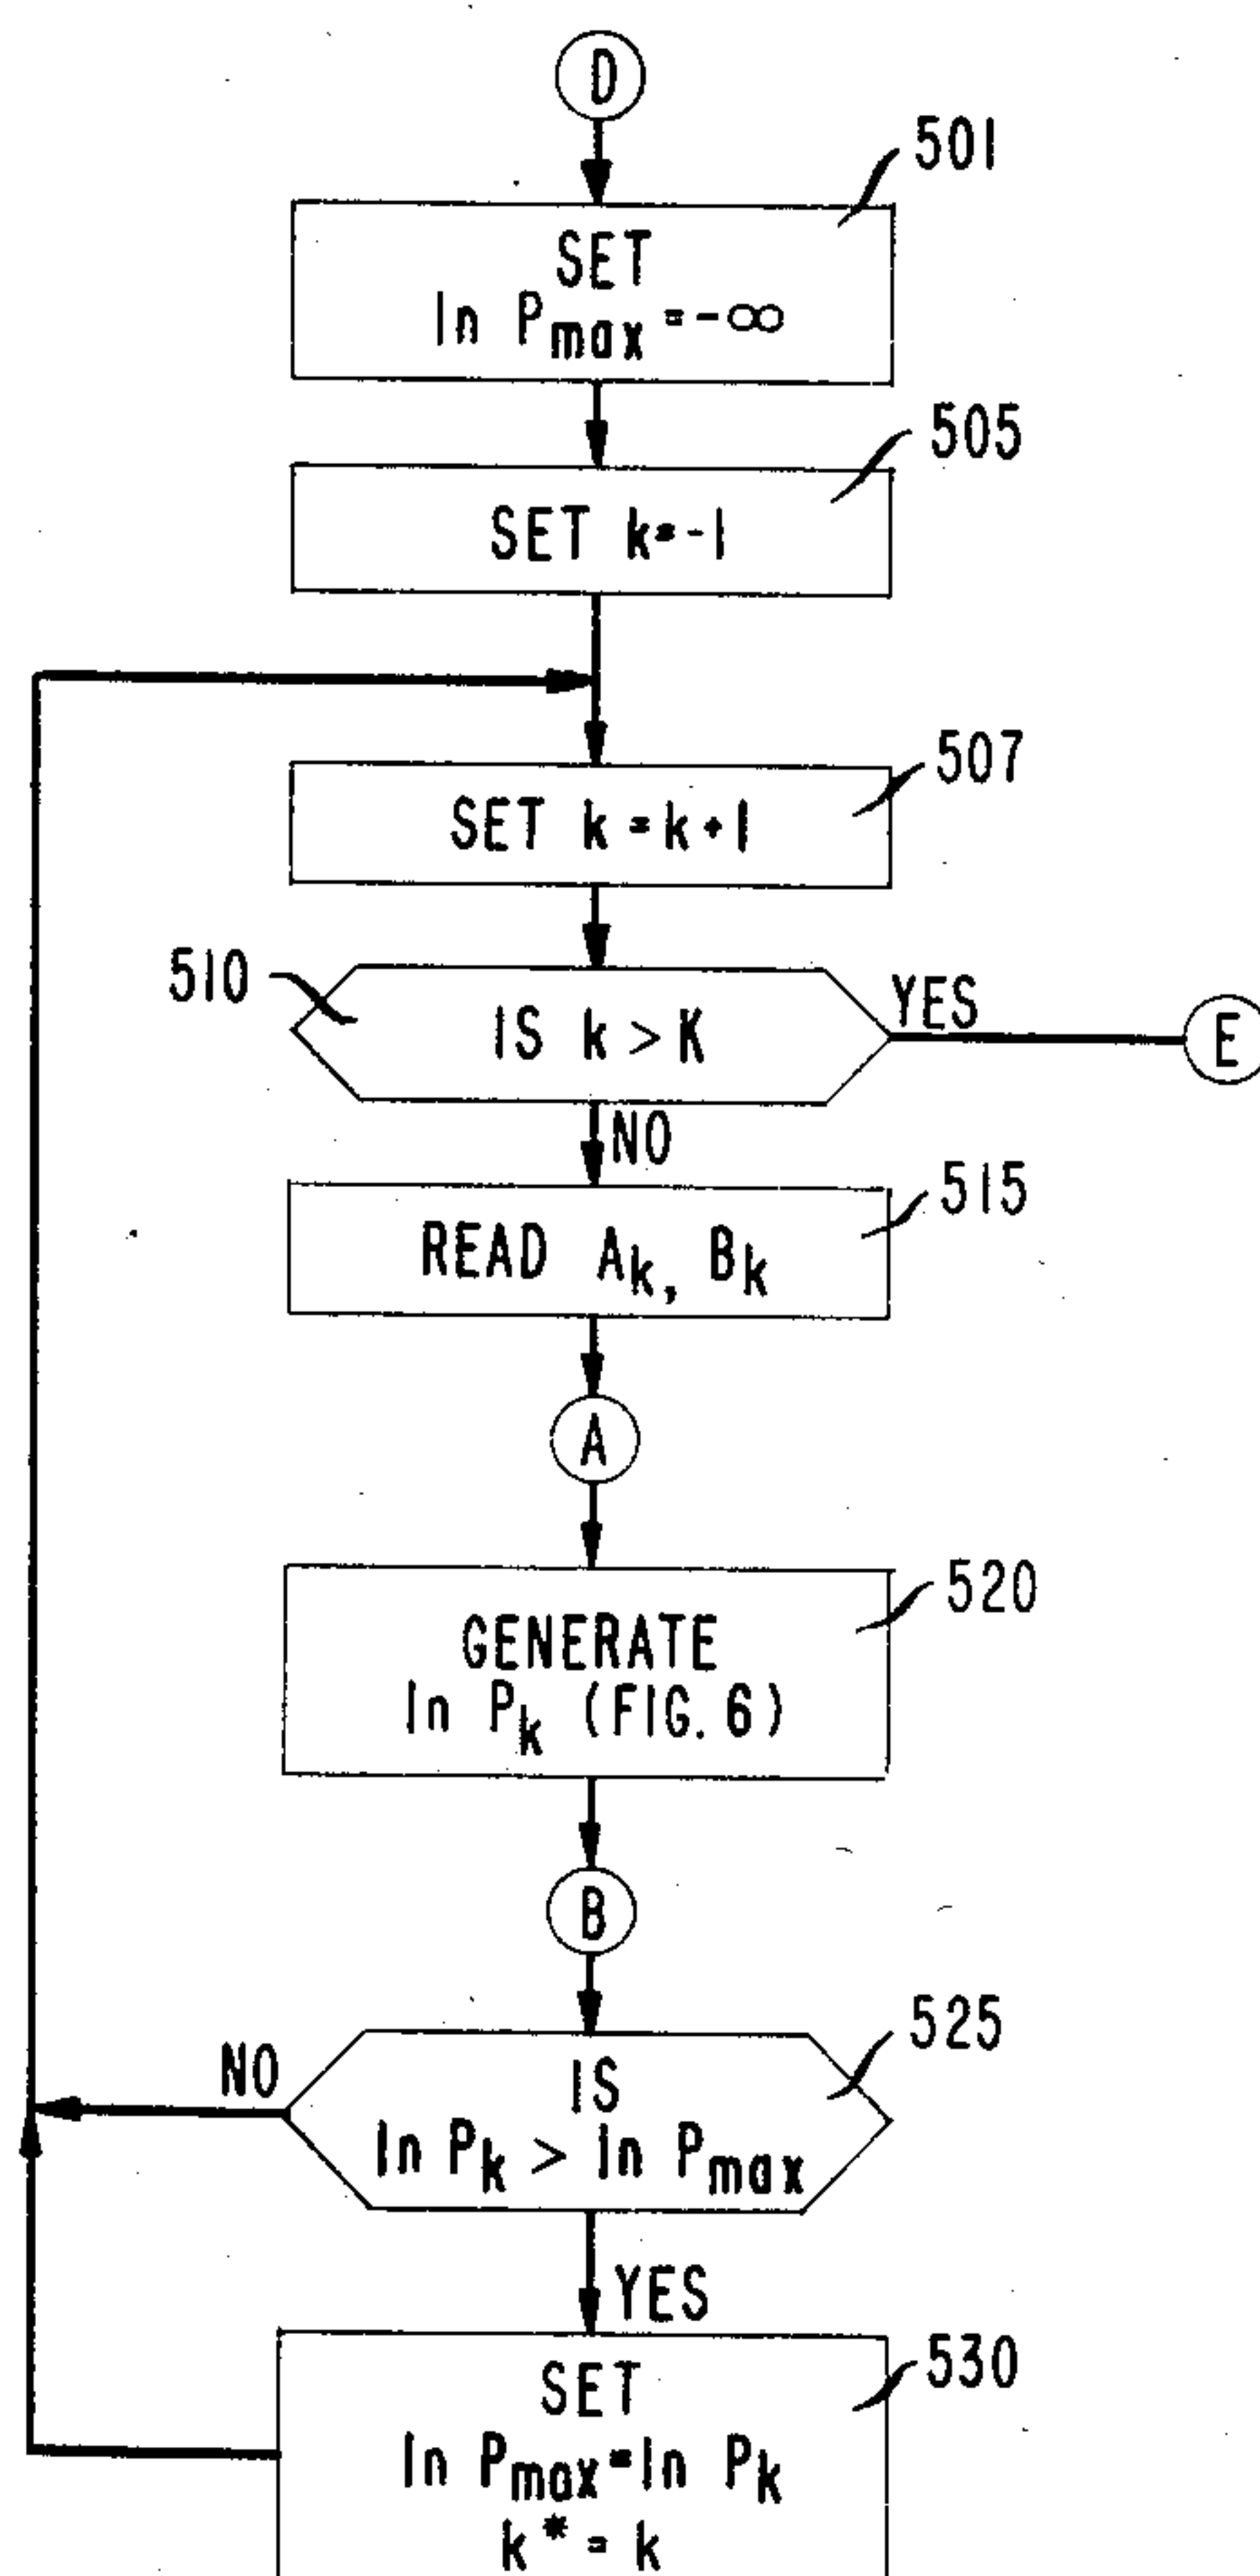 D
501
SET
ln Pmax = -∞
505
SET k=-1
507
SET k = k+1
510
IS k > K
YES
E
NO
515
READ Ak, Bk
A
520
GENERATE
ln Pk (FIG. 6)
B
525
NO
IS
ln Pk > ln Pmax
YES
530
SET
ln Pmax=ln Pk
k* = k